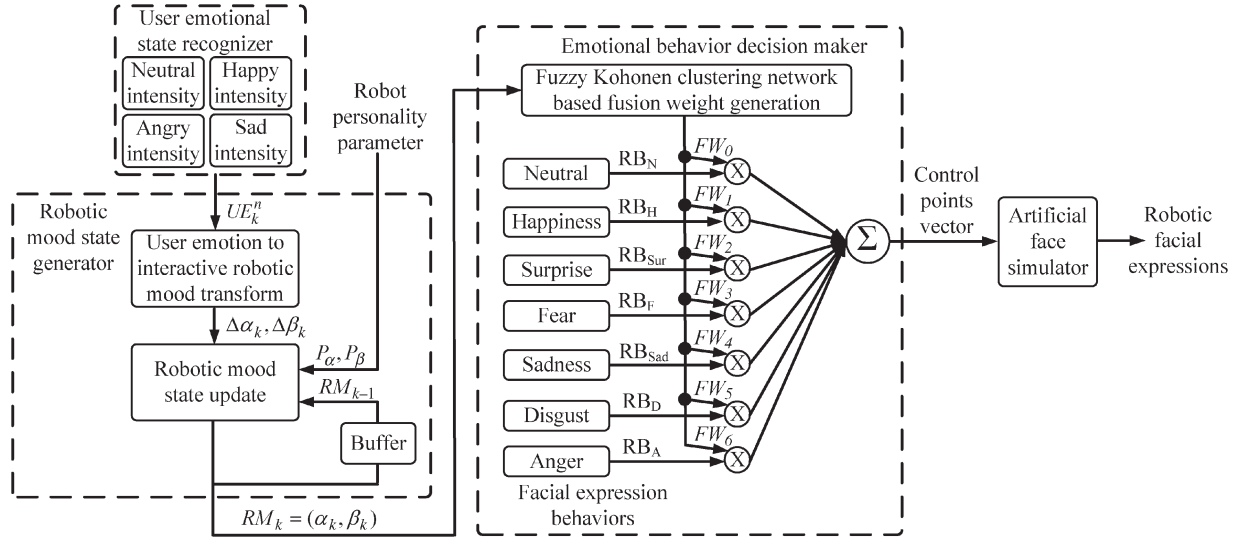 User emotional
state recognizer
Neutral
intensity
Happy
intensity
Angry
intensity
Sad
intensity
Robot
personality
parameter
Robotic
mood state
generator
UE_k^n
User emotion to
interactive robotic
mood transform
Δα_k, Δβ_k
P_α, P_β
Robotic mood
state update
RM_{k-1}
Buffer
RM_k = (α_k, β_k)
Emotional behavior decision maker
Fuzzy Kohonen clustering network
based fusion weight generation
Neutral
RB_N
FW_0
X
Happiness
RB_H
FW_1
X
Surprise
RB_Sur
FW_2
X
Fear
RB_F
FW_3
X
Sadness
RB_Sad
FW_4
X
Disgust
RB_D
FW_5
X
Anger
RB_A
FW_6
X
Facial expression
behaviors
Σ
Control
points
vector
Artificial
face
simulator
Robotic
facial
expressions